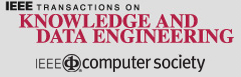 IEEE TRANSACTIONS ON
KNOWLEDGE AND
DATA ENGINEERING
IEEE computer society